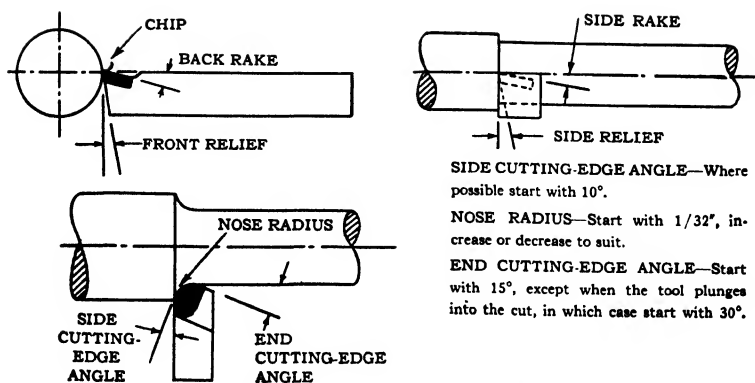 CHIP
BACK RAKE
FRONT RELIEF
SIDE RAKE
SIDE RELIEF
NOSE RADIUS
SIDE
CUTTING-
EDGE
ANGLE
END
CUTTING-EDGE
ANGLE
SIDE CUTTING-EDGE ANGLE—Where
possible start with 10°.
NOSE RADIUS—Start with 1/32″, in-
crease or decrease to suit.
END CUTTING-EDGE ANGLE—Start
with 15°, except when the tool plunges
into the cut, in which case start with 30°.